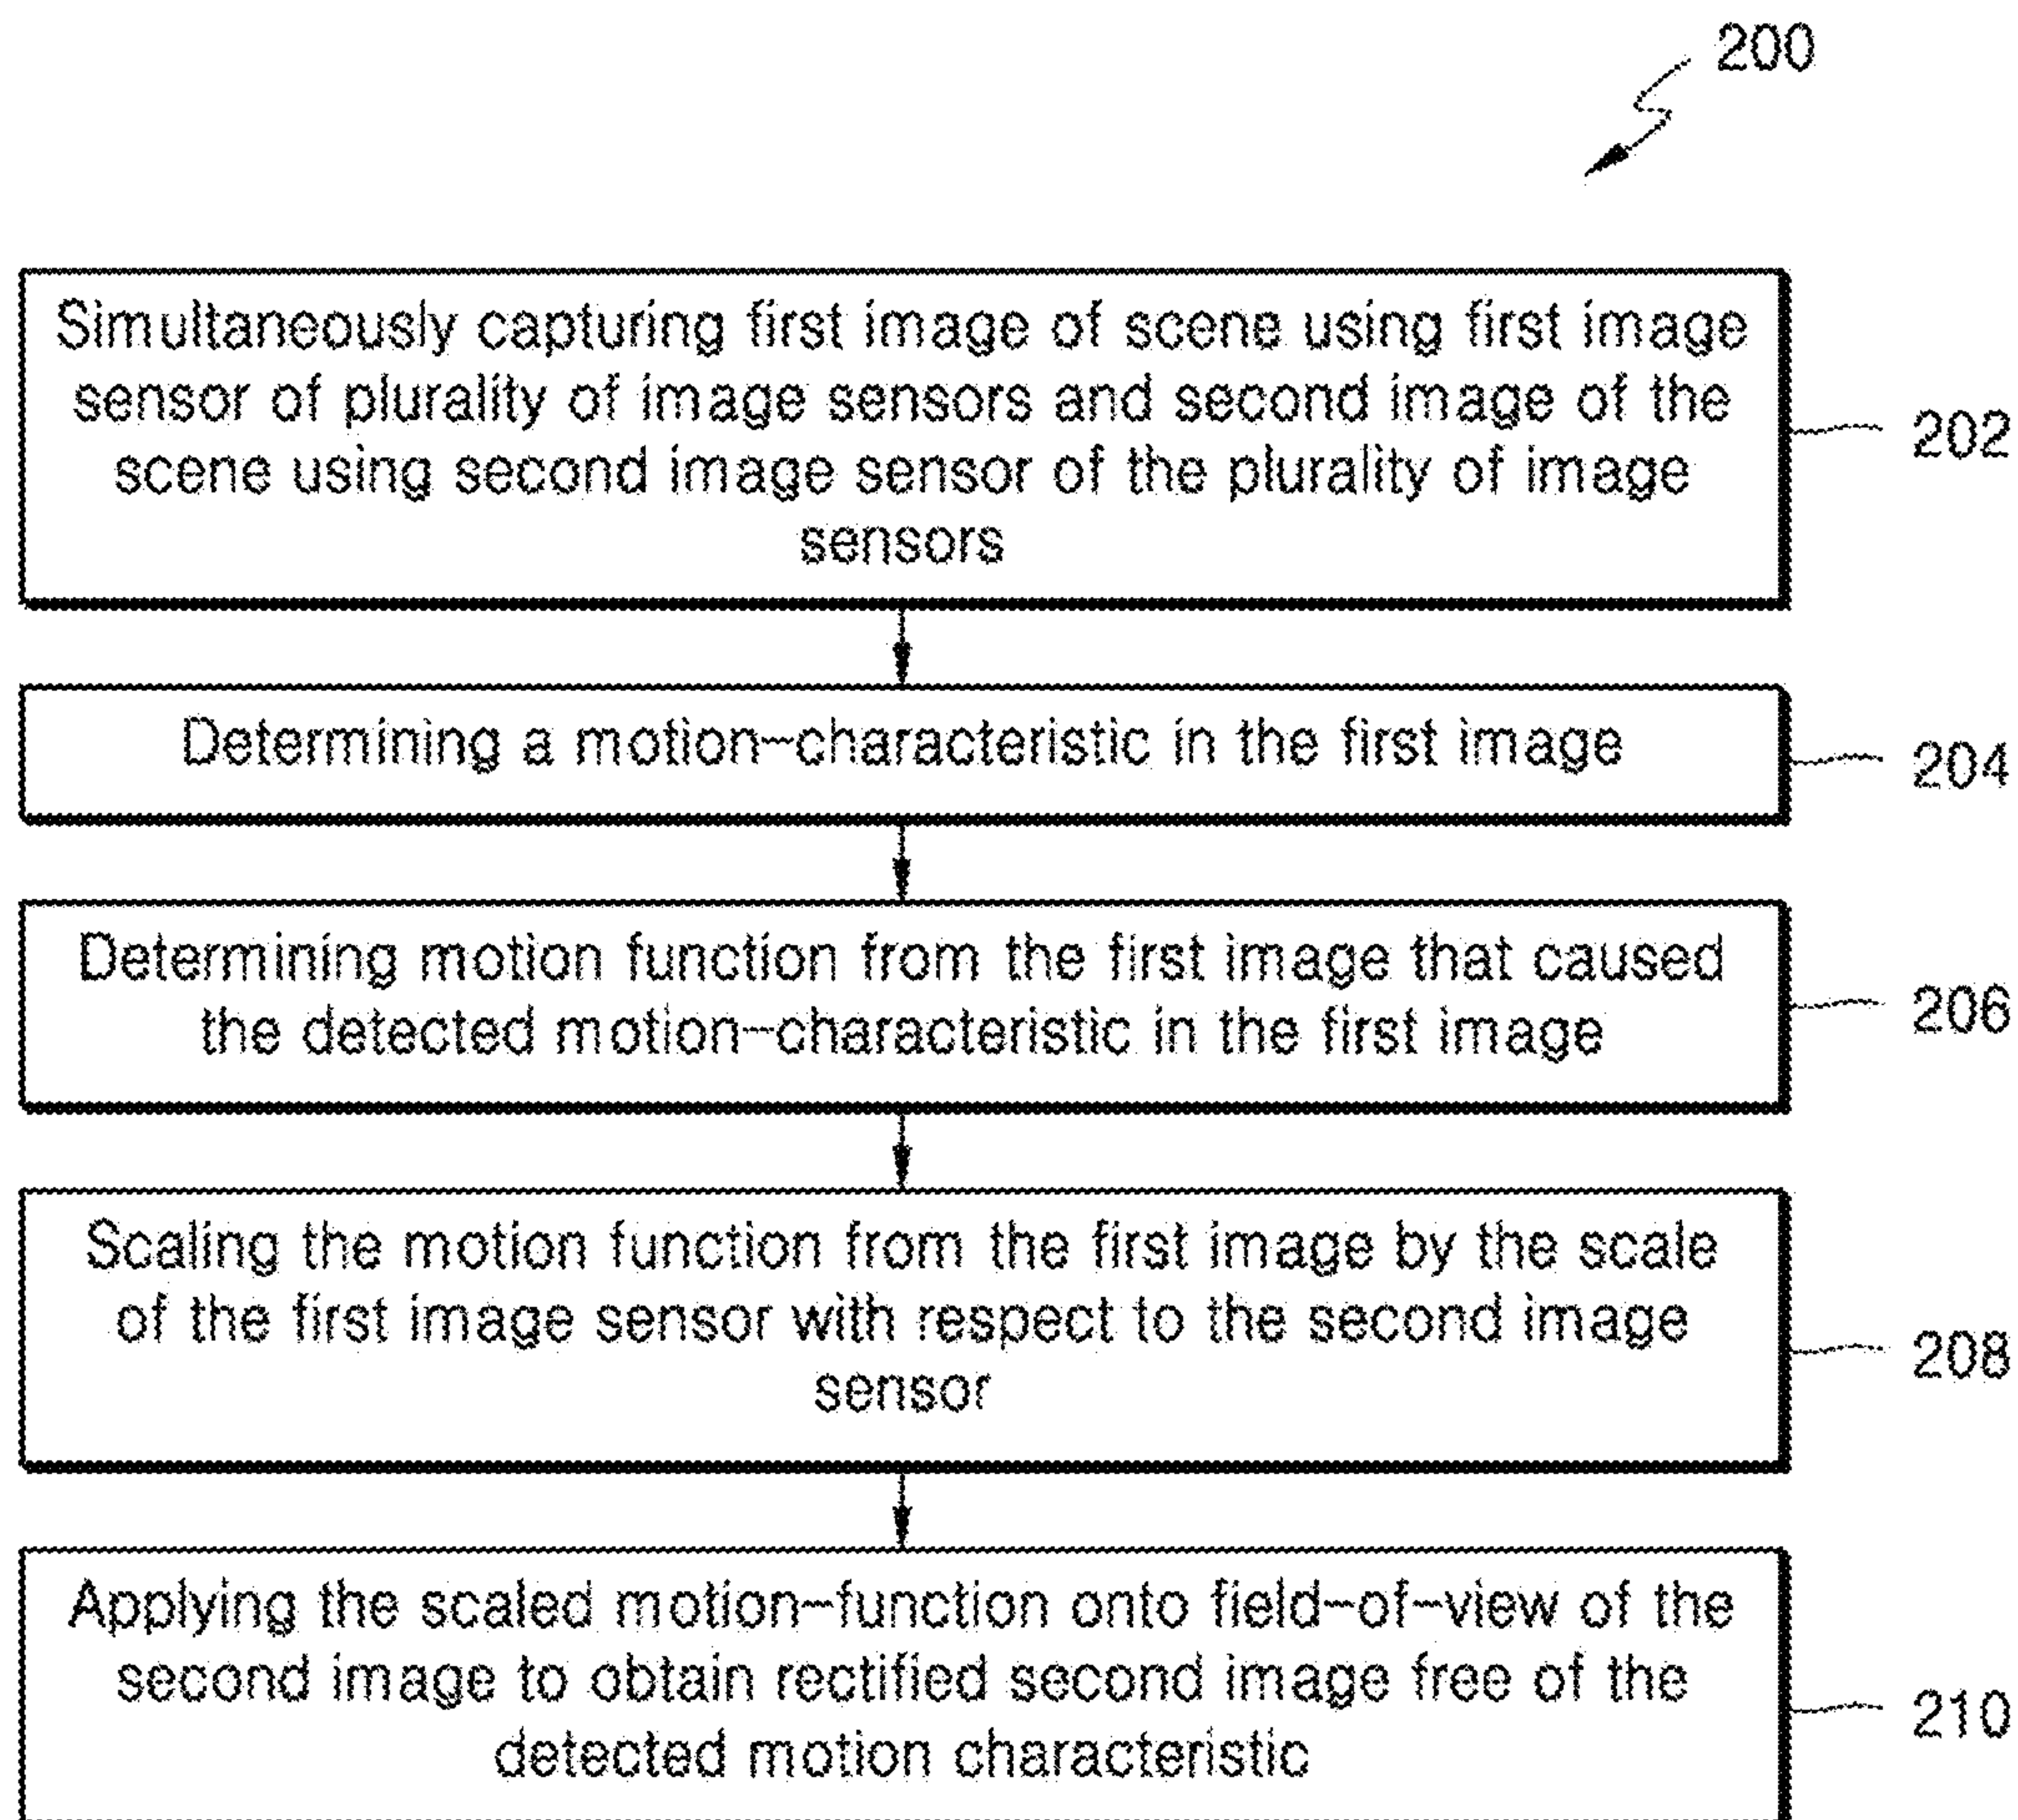 200
Simultaneously capturing first image of scene using first image
sensor of plurality of image sensors and second image of the
scene using second image sensor of the plurality of image
sensors
202
Determining a motion-characteristic in the first image
204
Determining motion function from the first image that caused
the detected motion-characteristic in the first image
206
Scaling the motion function from the first image by the scale
of the first image sensor with respect to the second image
sensor
208
Applying the scaled motion-function onto field-of-view of the
second image to obtain rectified second image free of the
detected motion characteristic
210